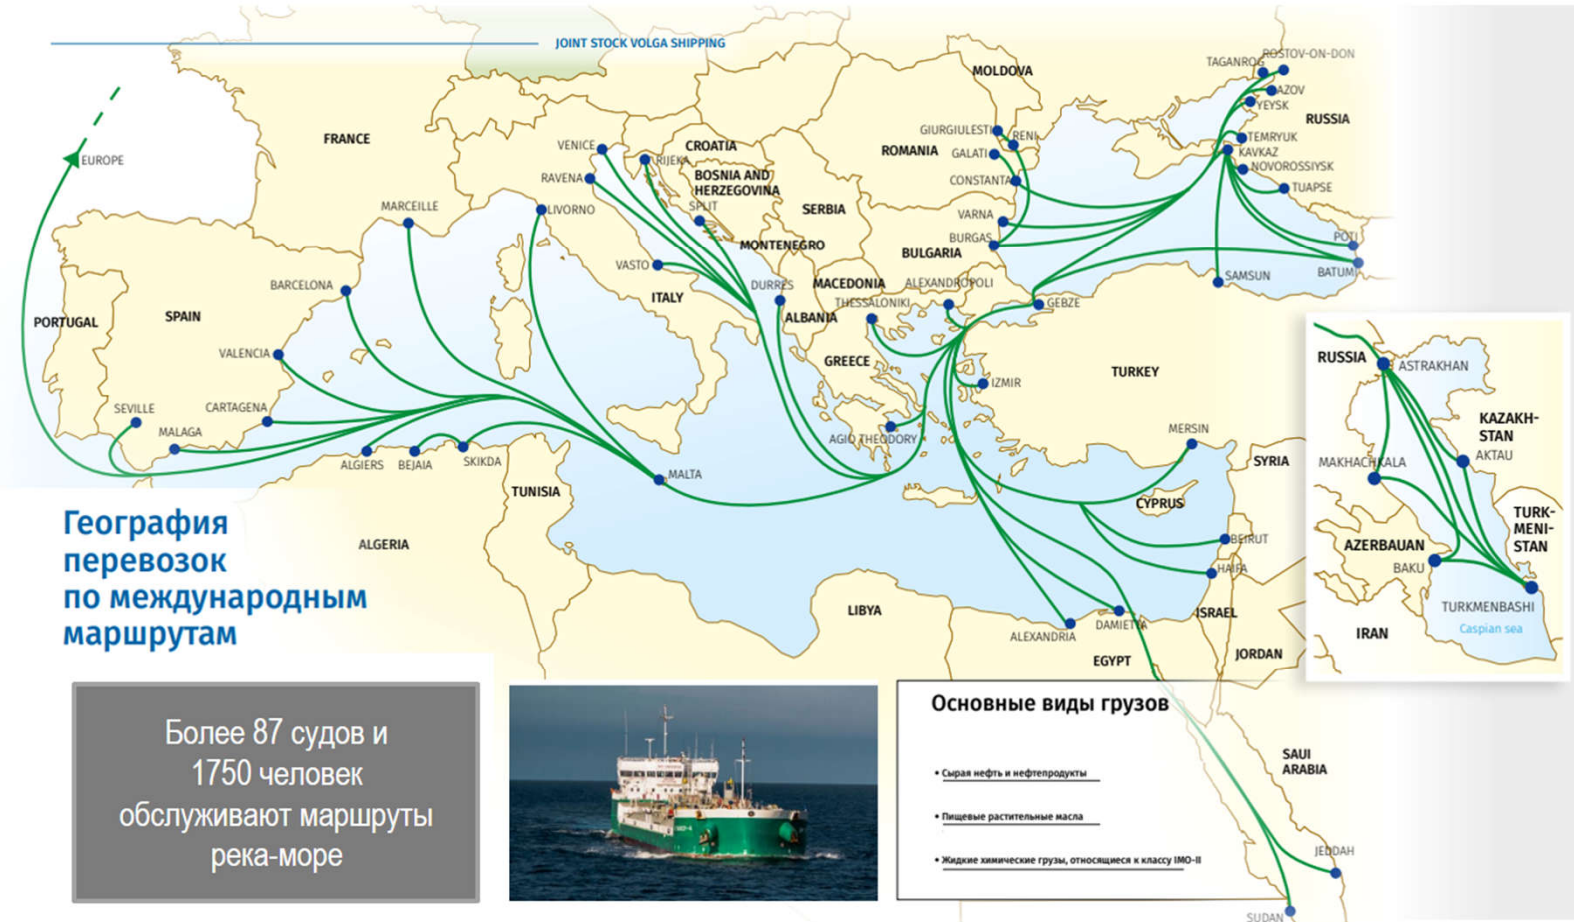 JOINT STOCK VOLGA SHIPPING
EUROPE
FRANCE
MARCEILLE
BARCELONA
PORTUGAL
SPAIN
VALENCIA
SEVILLE
CARTAGENA
MALAGA
ALGIERS
BEJAIA
SKIKDA
TUNISIA
ALGERIA
VENICE
RAVENA
LIVORNO
VASTO
ITALY
MALTA
RIJEKA
CROATIA
BOSNIA AND
HERZEGOVINA
SPLIT
SERBIA
MONTENEGRO
DURRES
MACEDONIA
ALBANIA
THESSALONIKI
ALEXANDROPOLI
GREECE
AGIO THEODORY
MOLDOVA
GIURGIULESTI
RENI
ROMANIA
GALATI
CONSTANTA
VARNA
BURGAS
BULGARIA
TAGANROG
ROSTOV-ON-DON
AZOV
YEYSK
RUSSIA
TEMRYUK
KAVKAZ
NOVOROSSIYSK
TUAPSE
POTI
BATUMI
SAMSUN
GEBZE
IZMIR
TURKEY
MERSIN
SYRIA
CYPRUS
BEIRUT
HAIFA
ISRAEL
JORDAN
LIBYA
ALEXANDRIA
DAMIETTA
EGYPT
SAUI
ARABIA
JEDDAH
SUDAN
RUSSIA
ASTRAKHAN
KAZAKH-
STAN
AKTAU
MAKHACHKALA
TURK-
MENI-
STAN
AZERBAUAN
BAKU
TURKMENBASHI
Caspian sea
IRAN
География
перевозок
по международным
маршрутам
Более 87 судов и
1750 человек
обслуживают маршруты
река-море
Основные виды грузов
• Сырая нефть и нефтепродукты
• Пищевые растительные масла
• Жидкие химические грузы, относящиеся к классу IMO-II